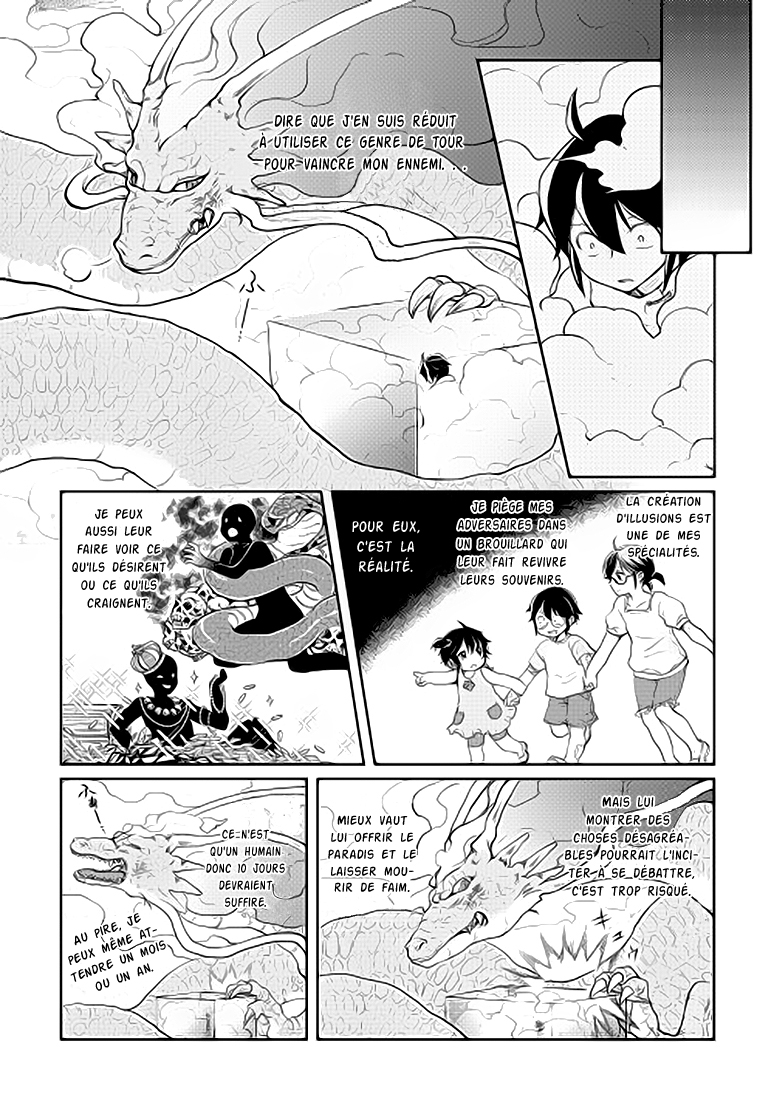 DIRE QUE J'EN SUIS RÉDUIT
À UTILISER CE GENRE DE TOUR
POUR VAINCRE MON ENNEMI. . .
LA CRÉATION
D'ILLUSIONS EST
UNE DE MES
SPÉCIALITÉS.
JE PIÈGE MES
ADVERSAIRES DANS
UN BROUILLARD QUI
LEUR FAIT REVIVRE
LEURS SOUVENIRS.
POUR EUX,
C'EST LA
RÉALITÉ.
JE PEUX
AUSSI LEUR
FAIRE VOIR CE
QU'ILS DÉSIRENT
OU CE QU'ILS
CRAIGNENT.
MAIS LUI
MONTRER DES
CHOSES DÉSAGRÉA-
BLES POURRAIT L'INCI-
TER À SE DÉBATTRE,
C'EST TROP RISQUÉ.
MIEUX VAUT
LUI OFFRIR LE
PARADIS ET LE
LAISSER MOU-
RIR DE FAIM.
CE N'EST
QU'UN HUMAIN
DONC 10 JOURS
DEVRAIENT
SUFFIRE.
AU PIRE, JE
PEUX MÊME AT-
TENDRE UN MOIS
OU UN AN.